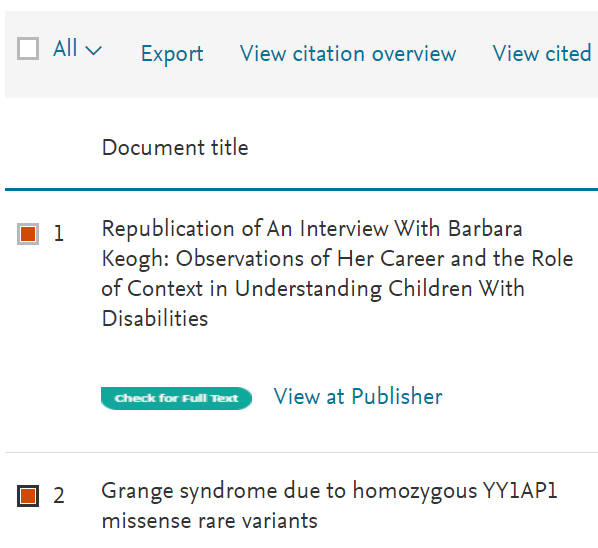 All Export View citation overview View cited
Document title
1 Republication of An Interview With Barbara
Keogh: Observations of Her Career and the Role
of Context in Understanding Children With
Disabilities
Check for Full Text View at Publisher
2 Grange syndrome due to homozygous YY1AP1
missense rare variants